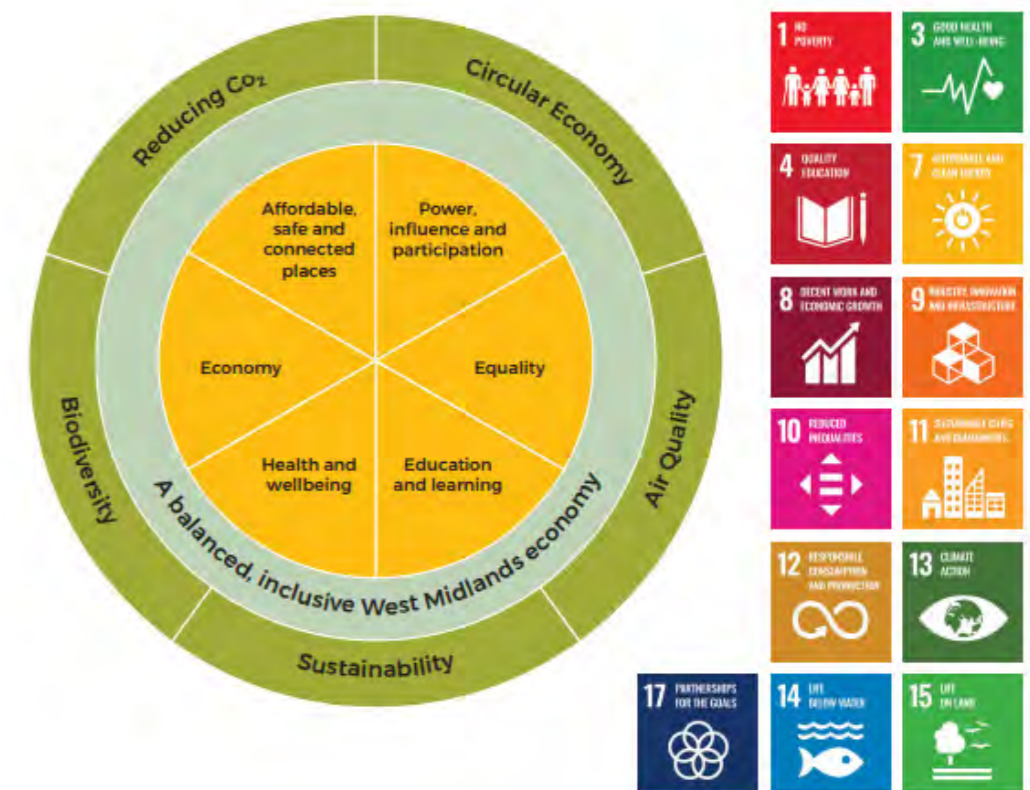 Reducing Co₂
Circular Economy
Air Quality
Sustainability
Biodiversity
A balanced, inclusive West Midlands economy
Affordable,
safe and
connected
places
Power,
influence and
participation
Economy
Equality
Health and
wellbeing
Education
and learning
1 NO
POVERTY
3 GOOD HEALTH
AND WELL-BEING
4 QUALITY
EDUCATION
7 AFFORDABLE AND
CLEAN ENERGY
8 DECENT WORK AND
ECONOMIC GROWTH
9 INDUSTRY, INNOVATION
AND INFRASTRUCTURE
10 REDUCED
INEQUALITIES
11 SUSTAINABLE CITIES
AND COMMUNITIES
12 RESPONSIBLE
CONSUMPTION
AND PRODUCTION
13 CLIMATE
ACTION
17 PARTNERSHIPS
FOR THE GOALS
14 LIFE
BELOW WATER
15 LIFE
ON LAND